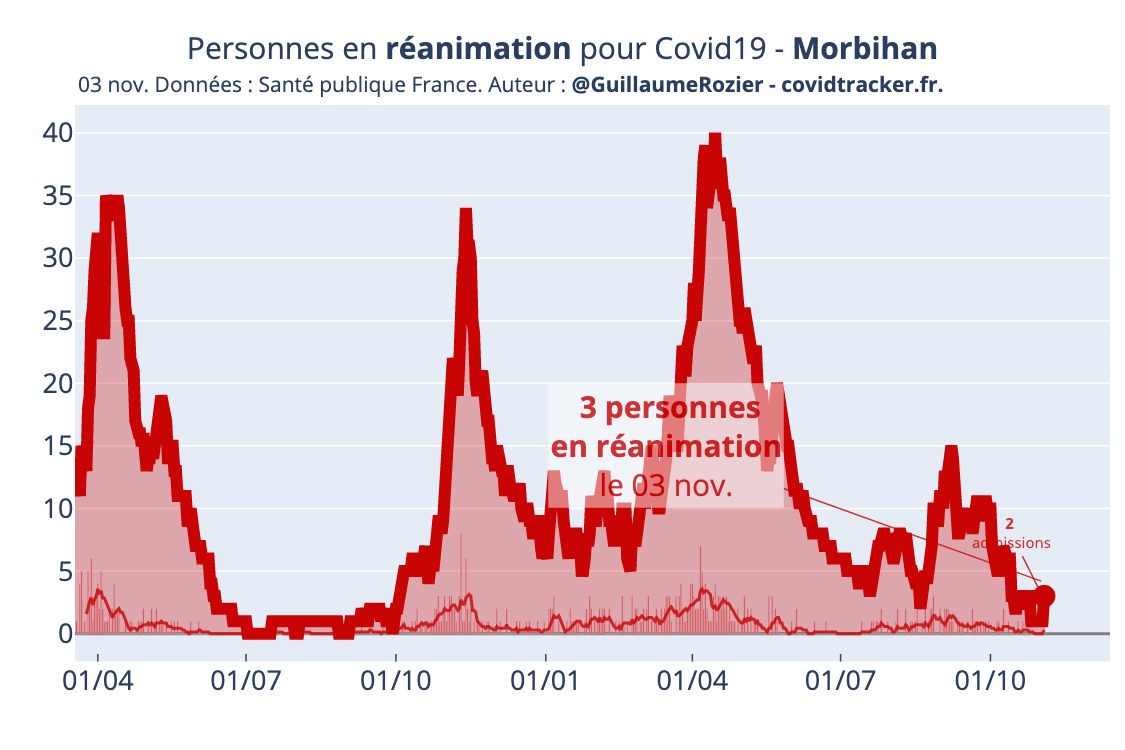 Personnes en réanimation pour Covid19 - Morbihan
03 nov. Données : Santé publique France. Auteur : @GuillaumeRozier - covidtracker.fr.
40
35
30
25
20
15
10
5
0
3 personnes
en réanimation
le 03 nov.
2
admissions
01/04
01/07
01/10
01/01
01/04
01/07
01/10